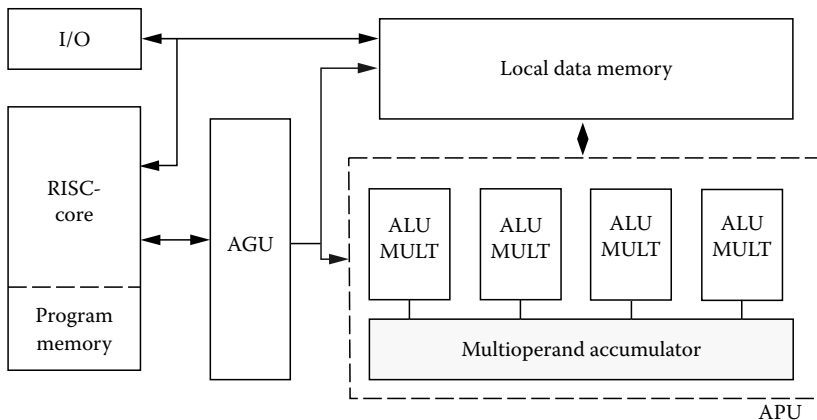 I/O
Local data memory
RISC-
core
AGU
ALU
MULT
ALU
MULT
ALU
MULT
ALU
MULT
Program
memory
Multioperand accumulator
APU